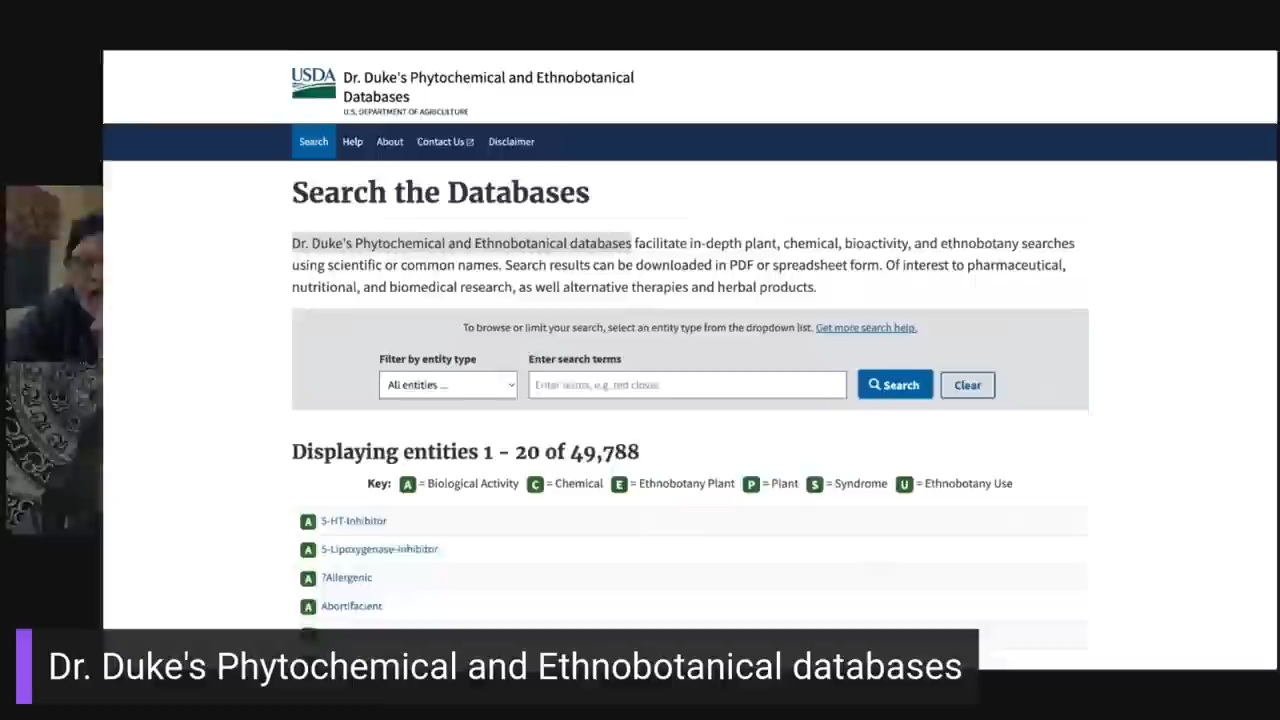 USDA
Dr. Duke's Phytochemical and Ethnobotanical
Databases
U.S. DEPARTMENT OF AGRICULTURE
Search Help About Contact Us Disclaimer
Search the Databases
Dr. Duke's Phytochemical and Ethnobotanical databases facilitate in-depth plant, chemical, bioactivity, and ethnobotany searches
using scientific or common names. Search results can be downloaded in PDF or spreadsheet form. Of interest to pharmaceutical,
nutritional, and biomedical research, as well alternative therapies and herbal products.
To browse or limit your search, select an entity type from the dropdown list. Get more search help.
Filter by entity type Enter search terms
All entities ... Enter terms, e.g. red clover Search Clear
Displaying entities 1 - 20 of 49,788
Key: A = Biological Activity C = Chemical E = Ethnobotany Plant P = Plant S = Syndrome U = Ethnobotany Use
A 5-HT-Inhibitor
A 5-Lipoxygenase-Inhibitor
A ?Allergenic
A Abortifacient
Dr. Duke's Phytochemical and Ethnobotanical databases